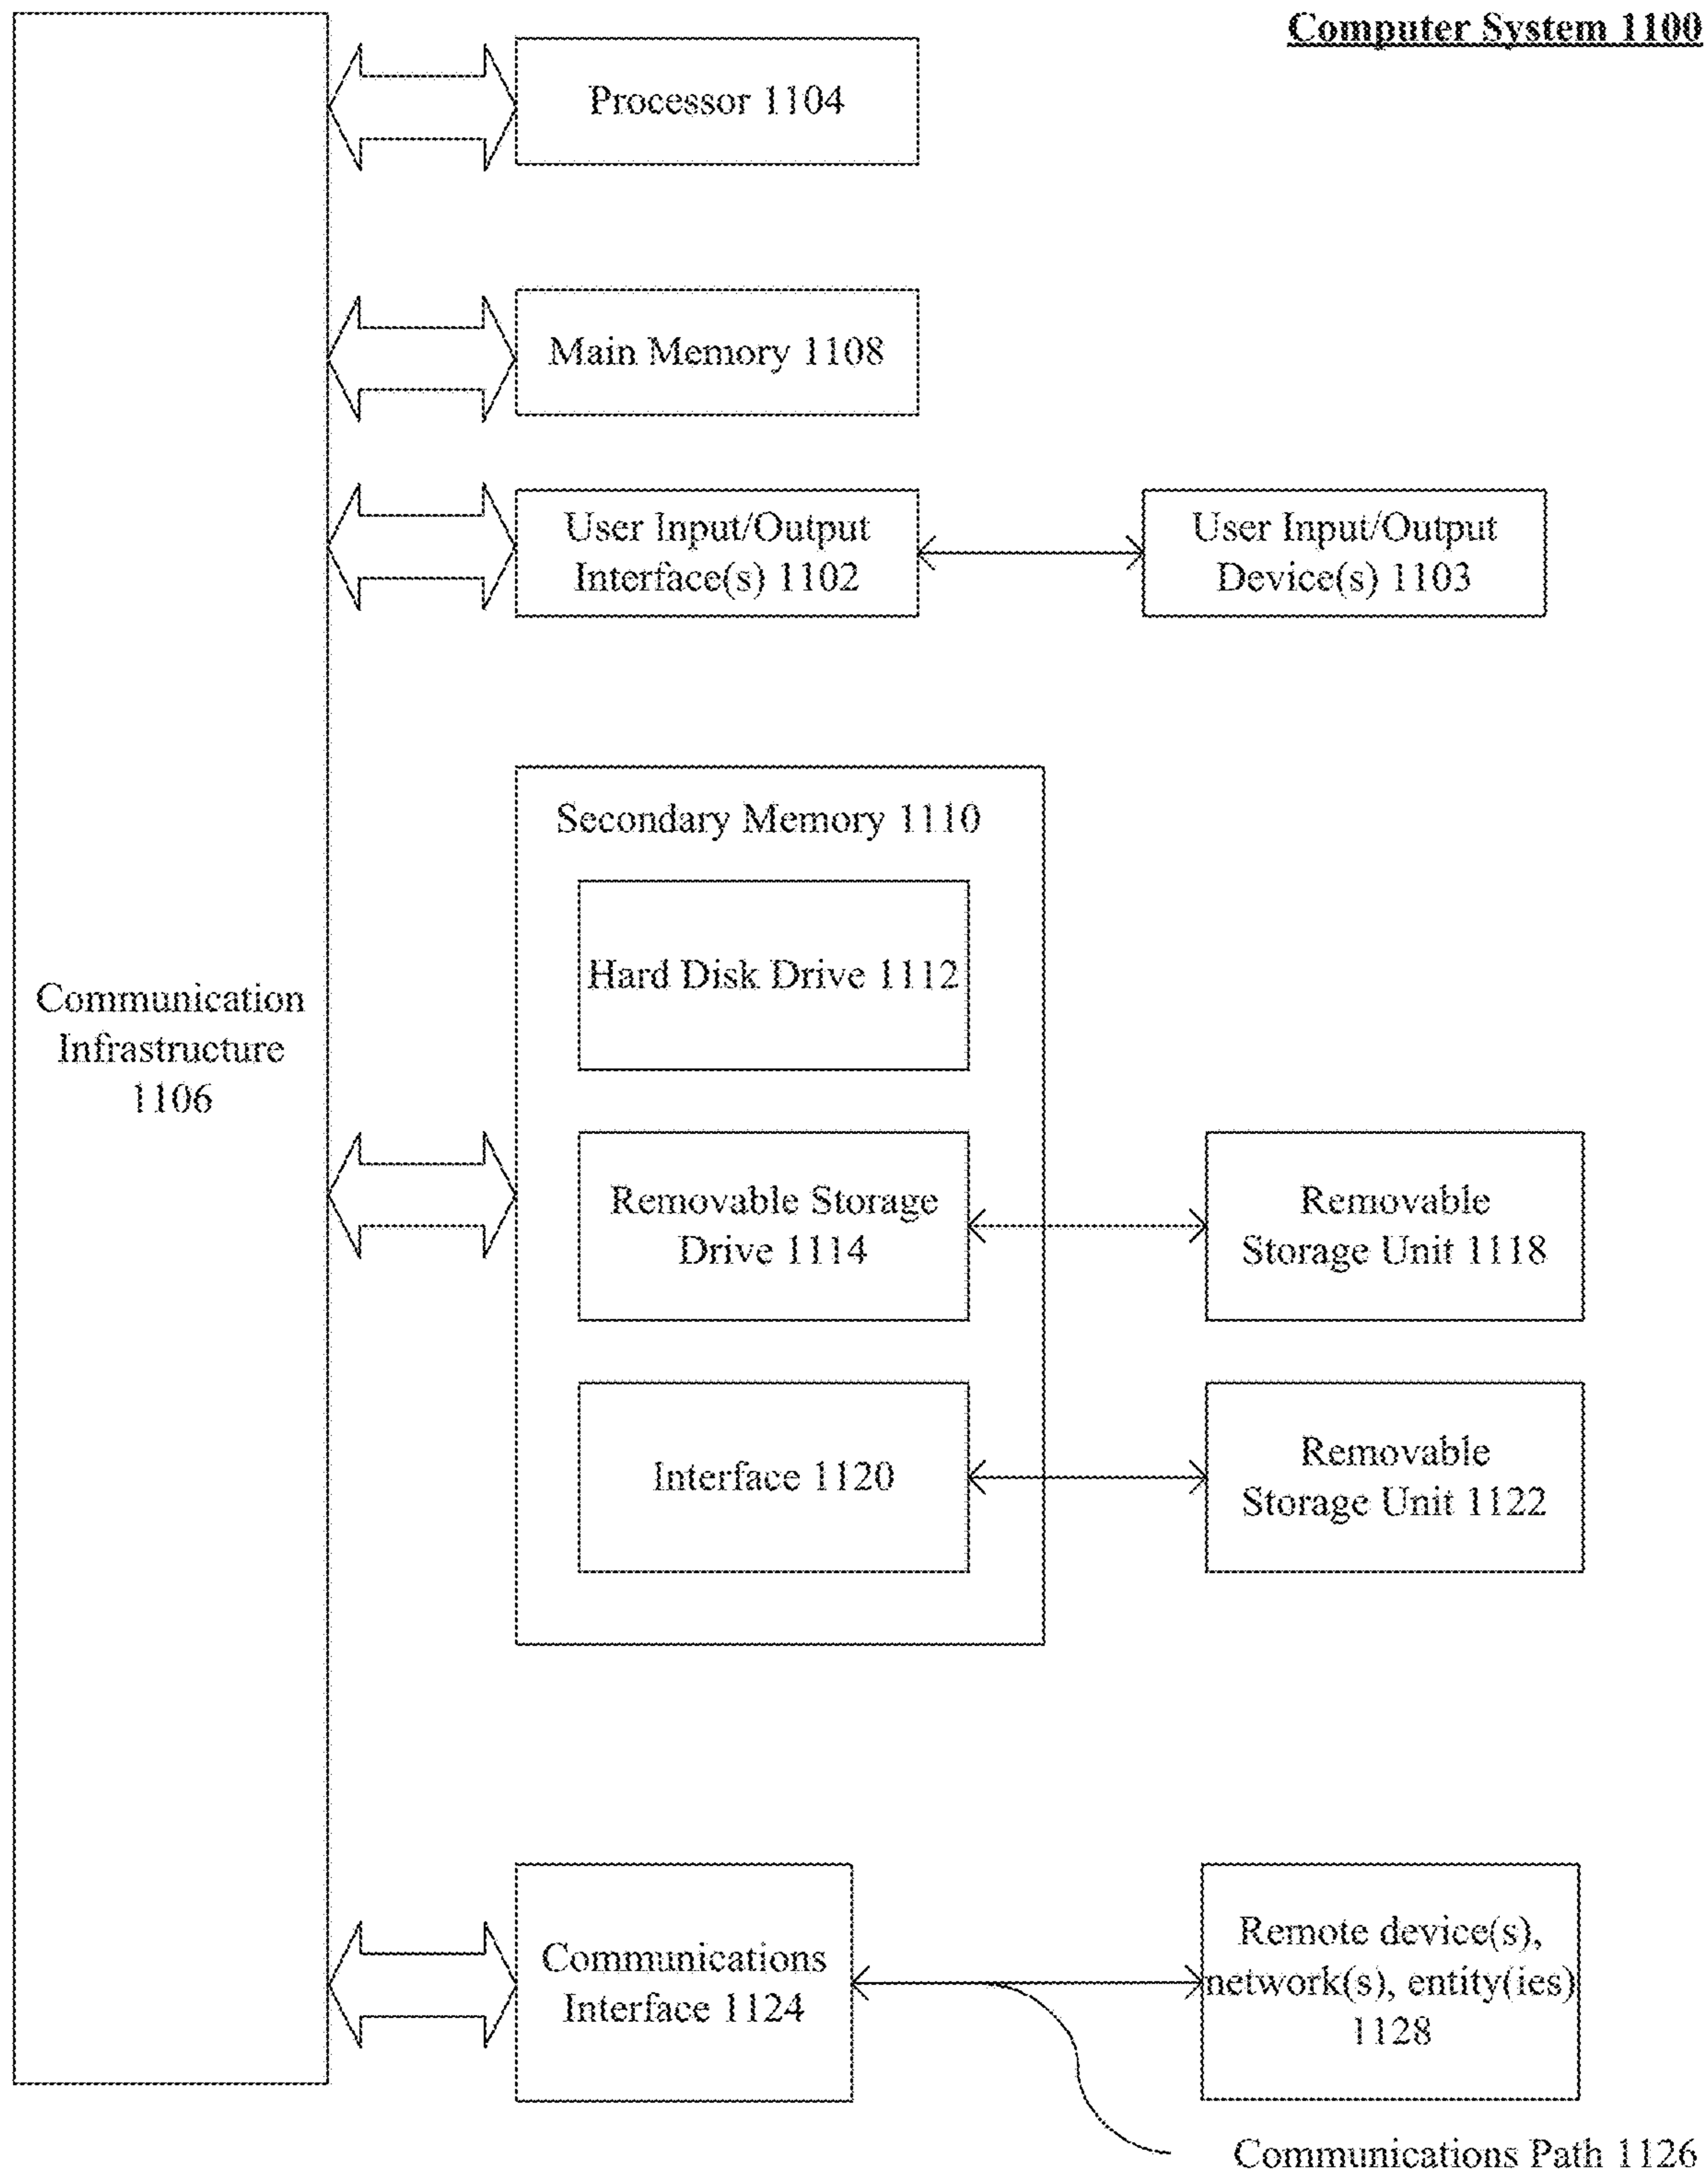 Computer System 1100
Processor 1104
Main Memory 1108
User Input/Output
Interface(s) 1102
User Input/Output
Device(s) 1103
Secondary Memory 1110
Hard Disk Drive 1112
Communication
Infrastructure
1106
Removable Storage
Drive 1114
Removable
Storage Unit 1118
Interface 1120
Removable
Storage Unit 1122
Communications
Interface 1124
Remote device(s),
network(s), entity(ies)
1128
Communications Path 1126